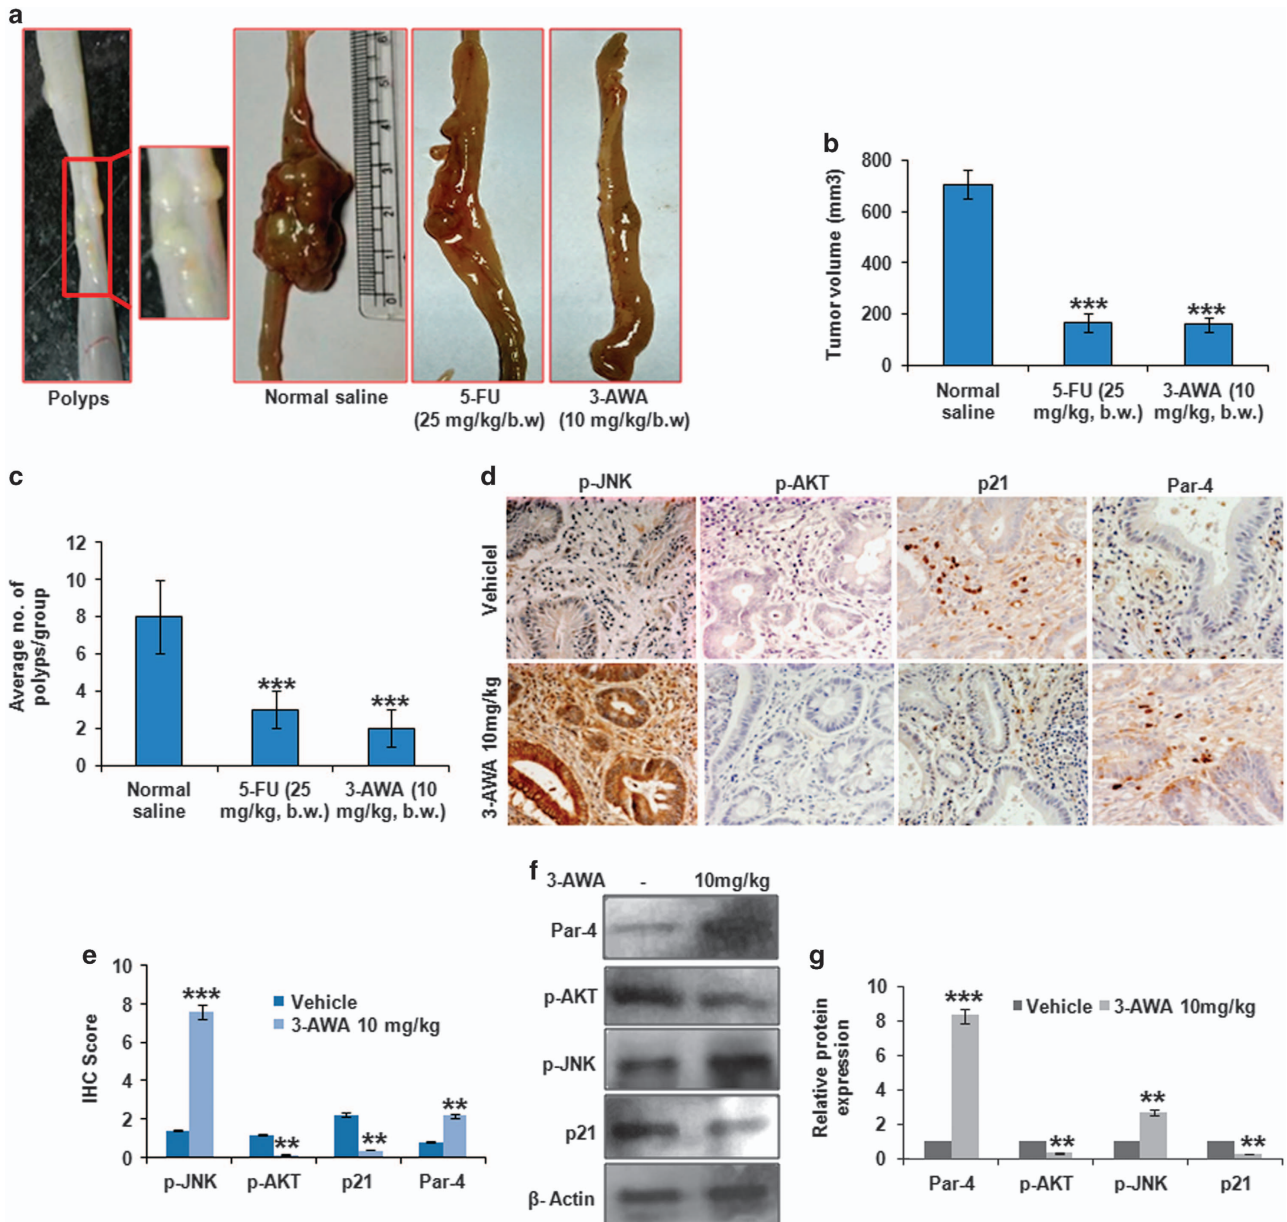 a
Polyps
Normal saline
5-FU
(25 mg/kg/b.w)
3-AWA
(10 mg/kg/b.w)
b
Tumor volume (mm3)
800
600
400
200
0
***
***
Normal
saline
5-FU (25
mg/kg, b.w.)
3-AWA (10
mg/kg, b.w.)
c
Average no. of
polyps/group
12
10
8
6
4
2
0
***
***
Normal
saline
5-FU (25
mg/kg, b.w.)
3-AWA (10
mg/kg, b.w.)
d
p-JNK
p-AKT
p21
Par-4
Vehiclel
3-AWA 10mg/kg
e
IHC Score
10
8
6
4
2
0
Vehicle
3-AWA 10 mg/kg
***
**
**
**
p-JNK
p-AKT
p21
Par-4
f
3-AWA - 10mg/kg
Par-4
p-AKT
p-JNK
p21
β- Actin
g
Relative protein
expression
10
8
6
4
2
0
Vehicle
3-AWA 10mg/kg
***
**
**
**
Par-4
p-AKT
p-JNK
p21